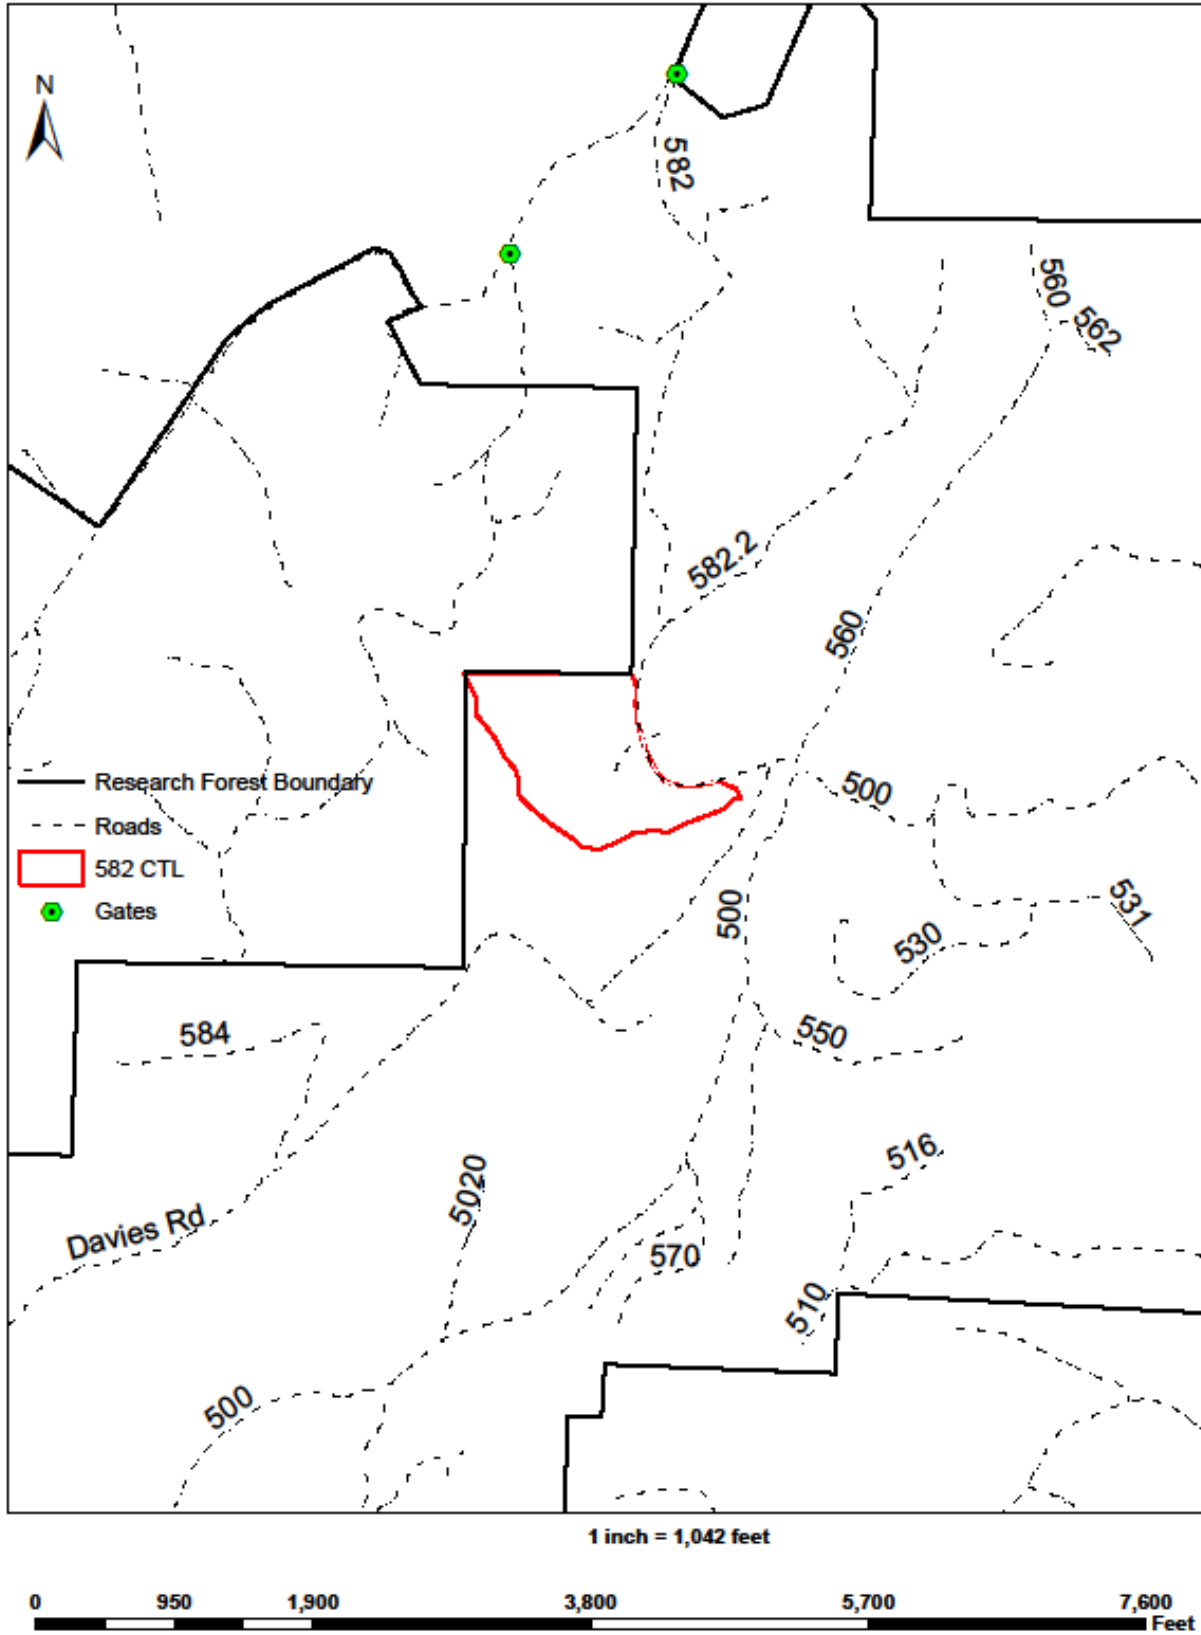 N
582
560
562
582.2
560
Research Forest Boundary
500
Roads
582 CTL
531
500
Gates
530
584
550
516
5020
Davies Rd
570
510
500
1 inch = 1,042 feet
0 950 1,900 3,800 5,700 7,600
Feet